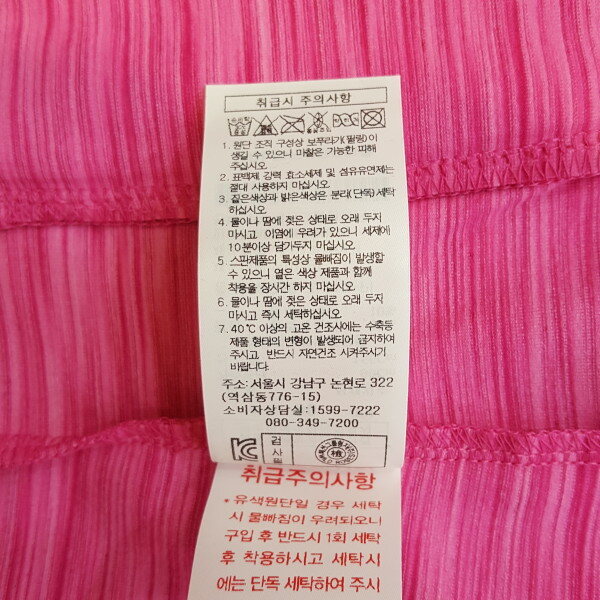 취급시 주의사항
1. 원단 조직 구성상 보푸라기(필링)이
생길 수 있으니 마찰은 가능한 피해
주십시오.
2. 표백제 강력 효소세제 및 섬유유연제는
절대 사용하지 마십시오.
3. 짙은색상과 밝은색상은 분리(단독)세탁
하십시오.
4. 물이나 땀에 젖은 상태로 오래 두지
마시고, 이염에 우려가 있으니 세제에
10분이상 담가두지 마십시오.
5. 스판제품의 특성상 물빠짐이 발생할
수 있으니 옅은 색상 제품과 함께
착용을 장시간 하지 마십시오.
6. 물이나 땀에 젖은 상태로 오래두지
마시고 즉시 세탁하십시오.
7. 40℃ 이상의 고온 건조사에는 수축등
제품 형태의 변형이 발생되어 금지하여
주시고, 반드시 자연건조 시켜주시기
바랍니다.
주소: 서울시 강남구 논현로 322
(역삼동776-15)
소비자상담실:1599-7222
080-349-7200
검
사
필
취급주의사항
* 유색원단일 경우 세탁
시 물빠짐이 우려되오니
구입 후 반드시 1회 세탁
후 착용하시고 세탁시
에는 단독 세탁하여 주시